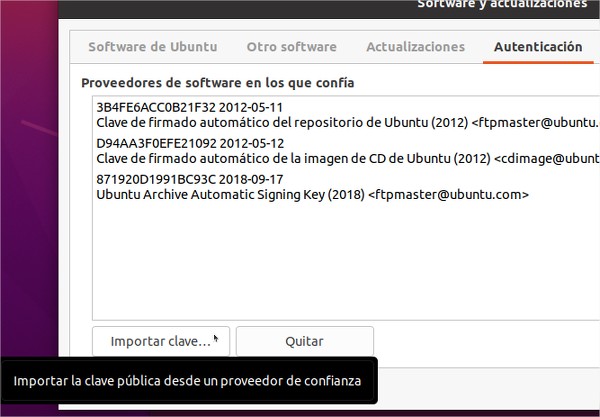 Software y actualizaciones
Software de Ubuntu Otro software Actualizaciones Autenticación
Proveedores de software en los que confía
3B4FE6ACC0B21F32 2012-05-11
Clave de firmado automático del repositorio de Ubuntu (2012) <ftpmaster@ubuntu.
D94AA3F0EFE21092 2012-05-12
Clave de firmado automático de la imagen de CD de Ubuntu (2012) <cdimage@ubunt
871920D1991BC93C 2018-09-17
Ubuntu Archive Automatic Signing Key (2018) <ftpmaster@ubuntu.com>
Importar clave... Quitar
Importar la clave pública desde un proveedor de confianza